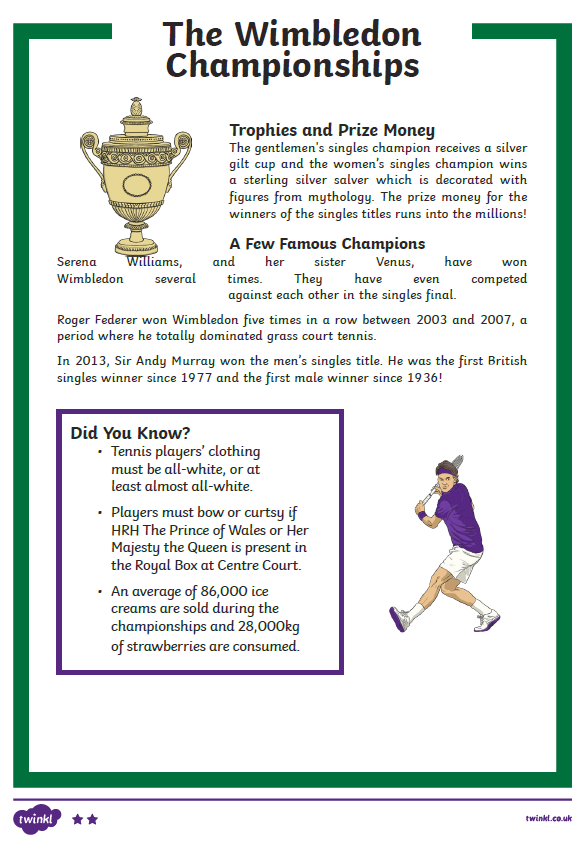 The Wimbledon
Championships
Trophies and Prize Money
The gentlemen's singles champion receives a silver
gilt cup and the women's singles champion wins
a sterling silver salver which is decorated with
figures from mythology. The prize money for the
winners of the singles titles runs into the millions!
A Few Famous Champions
Serena Williams, and her sister Venus, have won
Wimbledon several times. They have even competed
against each other in the singles final.
Roger Federer won Wimbledon five times in a row between 2003 and 2007, a
period where he totally dominated grass court tennis.
In 2013, Sir Andy Murray won the men's singles title. He was the first British
singles winner since 1977 and the first male winner since 1936!
Did You Know?
• Tennis players' clothing
must be all-white, or at
least almost all-white.
• Players must bow or curtsy if
HRH The Prince of Wales or Her
Majesty the Queen is present in
the Royal Box at Centre Court.
• An average of 86,000 ice
creams are sold during the
championships and 28,000kg
of strawberries are consumed.
twinkl
twinkl.co.uk